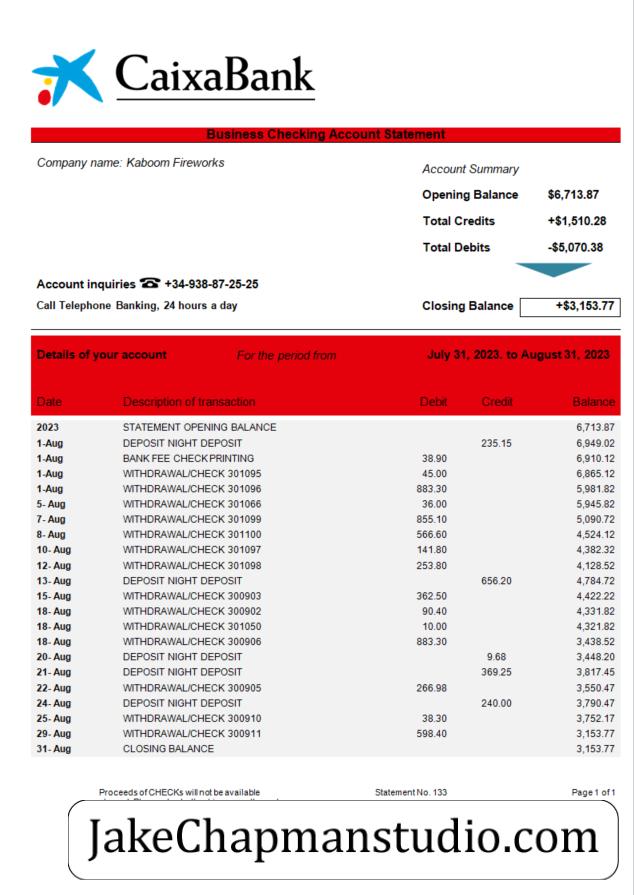 CaixaBank
Business Checking Account Statement
Company name: Kaboom Fireworks
Account Summary
Opening Balance $6,713.87
Total Credits +$1,510.28
Total Debits -$5,070.38
Account inquiries ☎ +34-938-87-25-25
Call Telephone Banking, 24 hours a day
Closing Balance +$3,153.77
Details of your account For the period from July 31, 2023. to August 31, 2023
Date Description of transaction Debit Credit Balance
2023 STATEMENT OPENING BALANCE 6,713.87
1-Aug DEPOSIT NIGHT DEPOSIT 235.15 6,949.02
1-Aug BANK FEE CHECK PRINTING 38.90 6,910.12
1-Aug WITHDRAWAL/CHECK 301095 45.00 6,865.12
1-Aug WITHDRAWAL/CHECK 301096 883.30 5,981.82
5- Aug WITHDRAWAL/CHECK 301066 36.00 5,945.82
7- Aug WITHDRAWAL/CHECK 301099 855.10 5,090.72
8- Aug WITHDRAWAL/CHECK 301100 566.60 4,524.12
10- Aug WITHDRAWAL/CHECK 301097 141.80 4,382.32
12- Aug WITHDRAWAL/CHECK 301098 253.80 4,128.52
13- Aug DEPOSIT NIGHT DEPOSIT 656.20 4,784.72
15- Aug WITHDRAWAL/CHECK 300903 362.50 4,422.22
18- Aug WITHDRAWAL/CHECK 300902 90.40 4,331.82
18- Aug WITHDRAWAL/CHECK 301050 10.00 4,321.82
18- Aug WITHDRAWAL/CHECK 300906 883.30 3,438.52
20- Aug DEPOSIT NIGHT DEPOSIT 9.68 3,448.20
21- Aug DEPOSIT NIGHT DEPOSIT 369.25 3,817.45
22- Aug WITHDRAWAL/CHECK 300905 266.98 3,550.47
24- Aug DEPOSIT NIGHT DEPOSIT 240.00 3,790.47
25- Aug WITHDRAWAL/CHECK 300910 38.30 3,752.17
29- Aug WITHDRAWAL/CHECK 300911 598.40 3,153.77
31- Aug CLOSING BALANCE 3,153.77
Proceeds of CHECKs will not be available Statement No. 133 Page 1 of 1
JakeChapmanstudio.com